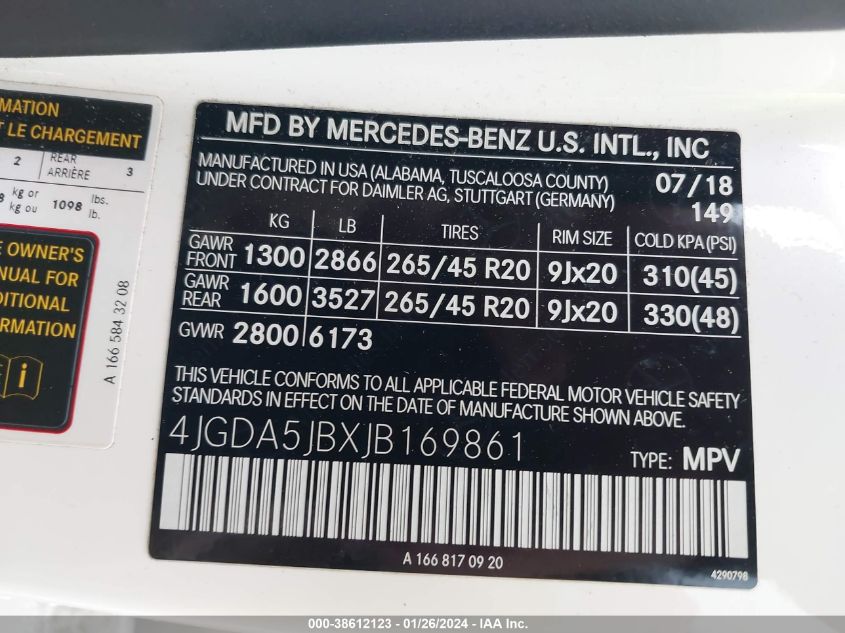 MATION
T LE CHARGEMENT
2 REAR ARRIÈRE 3
kg or kg ou 1098 lbs. lb.
E OWNER'S
NUAL FOR
DITIONAL
FORMATION
i
A 166 584 32 08
MFD BY MERCEDES-BENZ U.S. INTL., INC
MANUFACTURED IN USA (ALABAMA, TUSCALOOSA COUNTY) 07/18
UNDER CONTRACT FOR DAIMLER AG, STUTTGART (GERMANY) 149
KG LB TIRES RIM SIZE COLD KPA(PSI)
GAWR FRONT 1300 2866 265/45 R20 9Jx20 310(45)
GAWR REAR 1600 3527 265/45 R20 9Jx20 330(48)
GVWR 2800 6173
THIS VEHICLE CONFORMS TO ALL APPLICABLE FEDERAL MOTOR VEHICLE SAFETY
STANDARDS IN EFFECT ON THE DATE OF MANUFACTURE SHOWN ABOVE.
4JGDA5JBXJB169861 TYPE: MPV
A 166 817 09 20
4290798
000-38612123 - 01/26/2024 - IAA Inc.